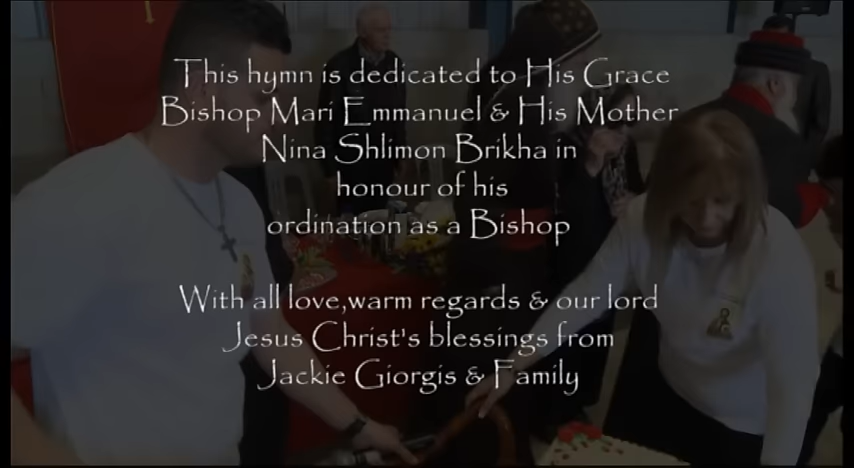 This hymn is dedicated to His Grace
Bishop Mari Emmanuel & His Mother
Nina Shlimon Brikha in
honour of his
ordination as a Bishop
With all love,warm regards & our lord
Jesus Christ's blessings from
Jackie Giorgis & Family